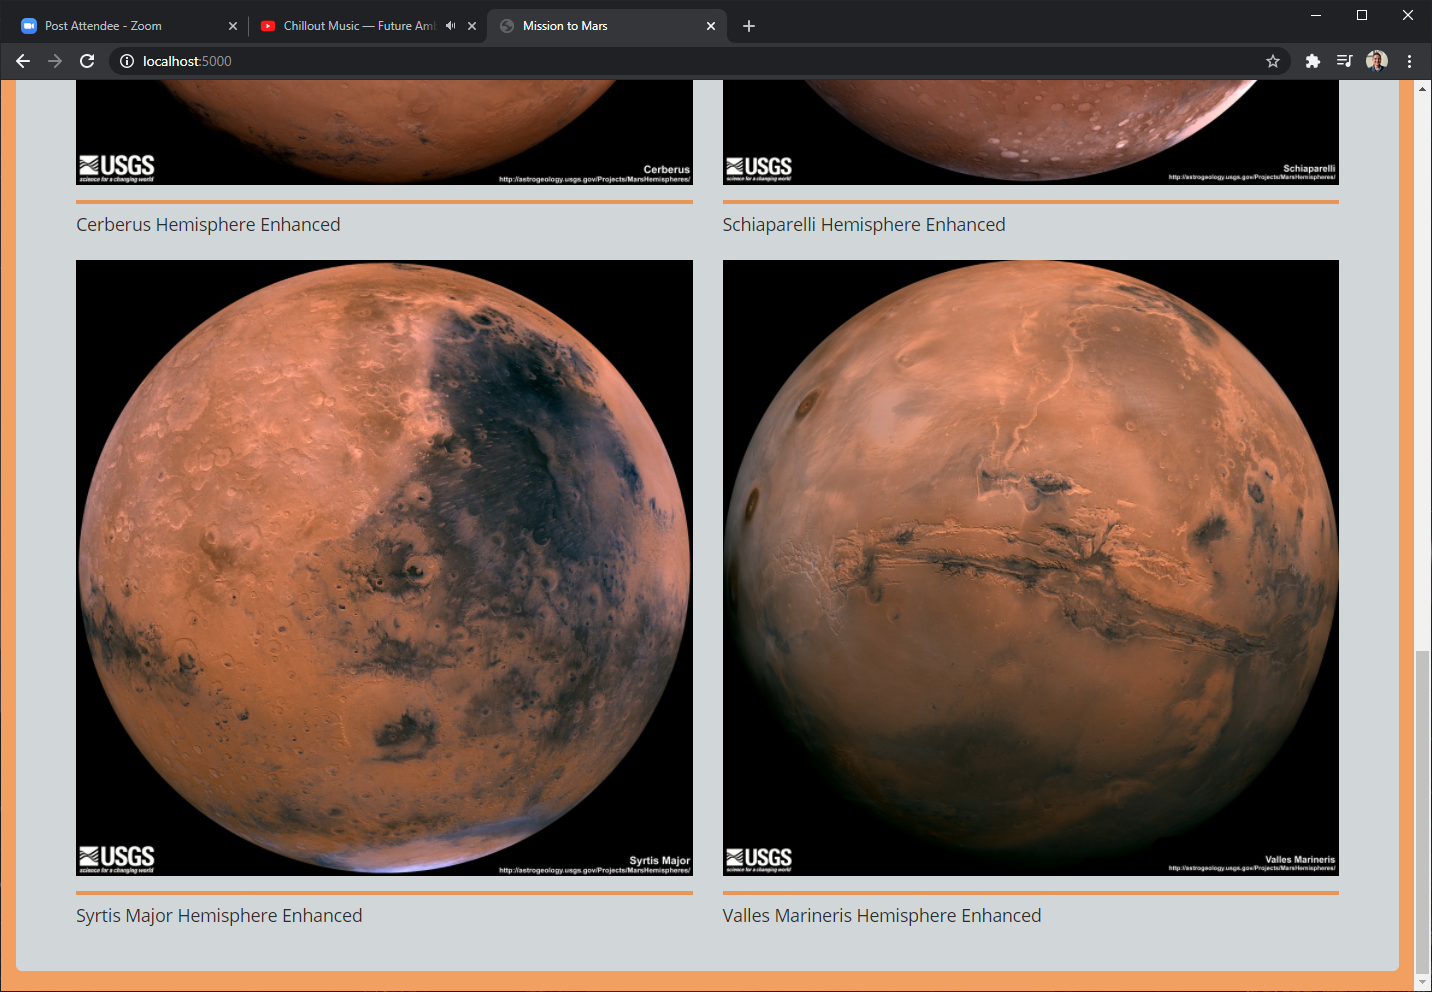 Post Attendee - Zoom
Chillout Music — Future Am
Mission to Mars
localhost:5000
USGS
science for a changing world
Cerberus
http://astrogeology.usgs.gov/Projects/MarsHemispheres/
USGS
science for a changing world
Schiaparelli
http://astrogeology.usgs.gov/Projects/MarsHemispheres/
Cerberus Hemisphere Enhanced
Schiaparelli Hemisphere Enhanced
USGS
science for a changing world
Syrtis Major
http://astrogeology.usgs.gov/Projects/MarsHemispheres/
USGS
science for a changing world
Valles Marineris
http://astrogeology.usgs.gov/Projects/MarsHemispheres/
Syrtis Major Hemisphere Enhanced
Valles Marineris Hemisphere Enhanced